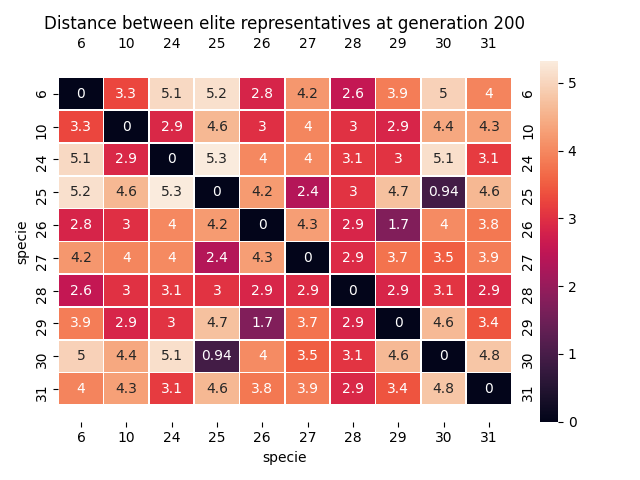 Distance between elite representatives at generation 200
6 10 24 25 26 27 28 29 30 31
6 0 3.3 5.1 5.2 2.8 4.2 2.6 3.9 5 4 6
10 3.3 0 2.9 4.6 3 4 3 2.9 4.4 4.3 10
24 5.1 2.9 0 5.3 4 4 3.1 3 5.1 3.1 24
25 5.2 4.6 5.3 0 4.2 2.4 3 4.7 0.94 4.6 25
26 2.8 3 4 4.2 0 4.3 2.9 1.7 4 3.8 26
27 4.2 4 4 2.4 4.3 0 2.9 3.7 3.5 3.9 27
28 2.6 3 3.1 3 2.9 2.9 0 2.9 3.1 2.9 28
29 3.9 2.9 3 4.7 1.7 3.7 2.9 0 4.6 3.4 29
30 5 4.4 5.1 0.94 4 3.5 3.1 4.6 0 4.8 30
31 4 4.3 3.1 4.6 3.8 3.9 2.9 3.4 4.8 0 31
6 10 24 25 26 27 28 29 30 31
specie
specie
5
4
3
2
1
0